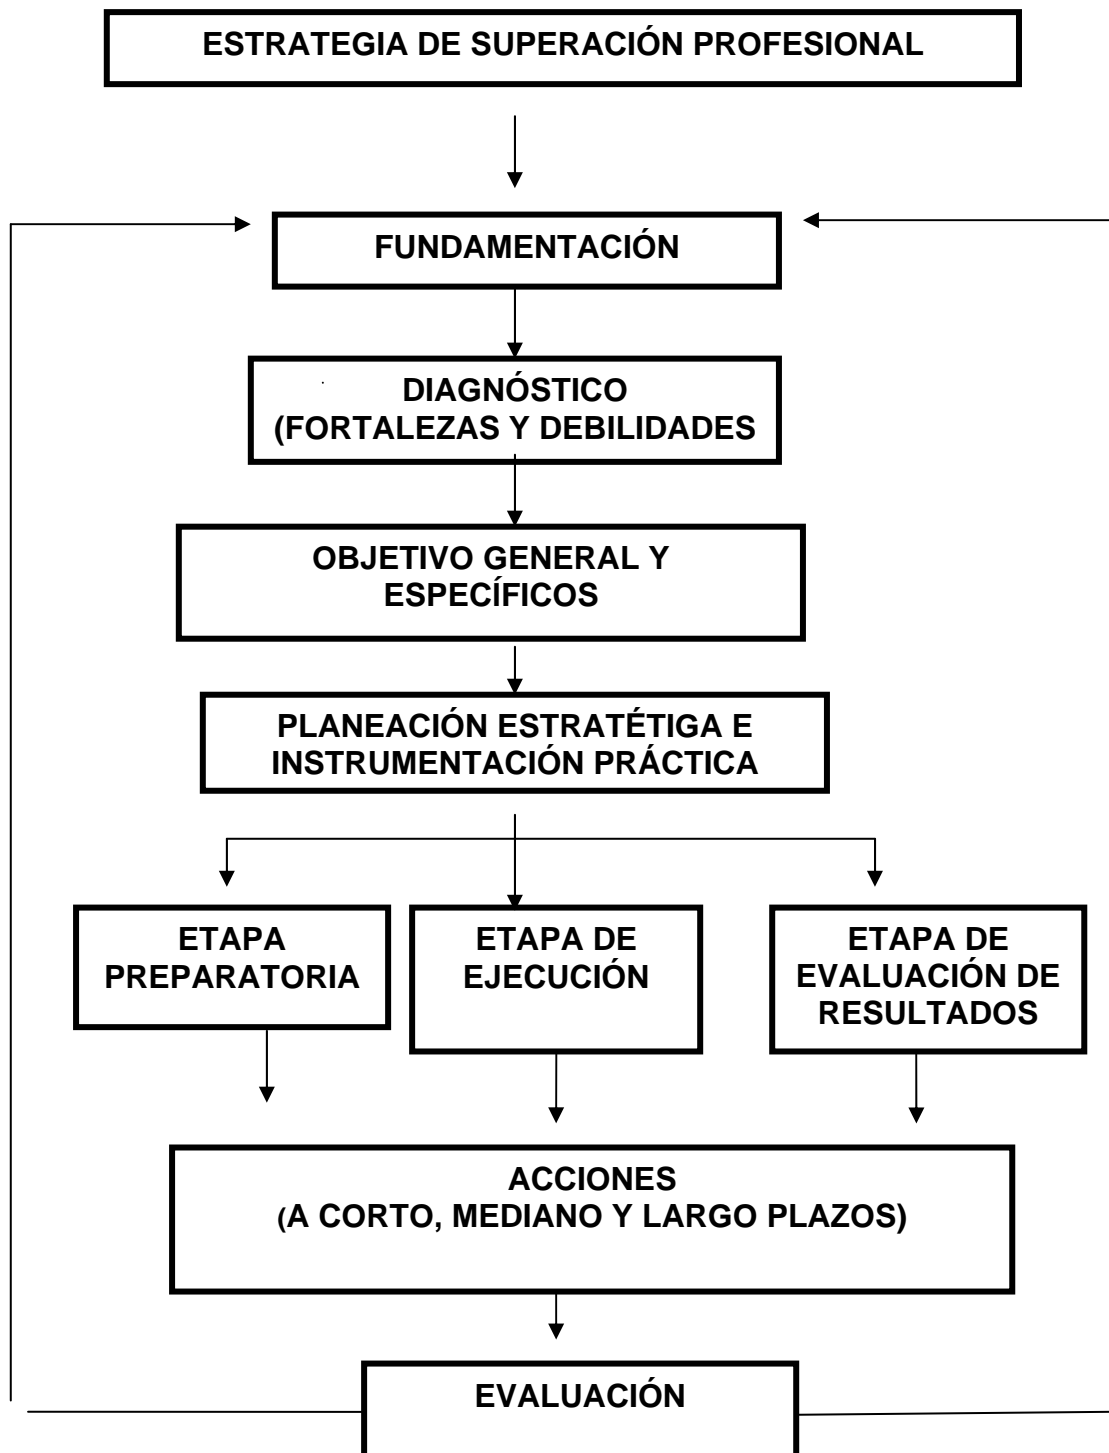 ESTRATEGIA DE SUPERACIÓN PROFESIONAL
FUNDAMENTACIÓN
DIAGNÓSTICO
(FORTALEZAS Y DEBILIDADES
OBJETIVO GENERAL Y
ESPECÍFICOS
PLANEACIÓN ESTRATÉTIGA E
INSTRUMENTACIÓN PRÁCTICA
ETAPA
PREPARATORIA
ETAPA DE
EJECUCIÓN
ETAPA DE
EVALUACIÓN DE
RESULTADOS
ACCIONES
(A CORTO, MEDIANO Y LARGO PLAZOS)
EVALUACIÓN